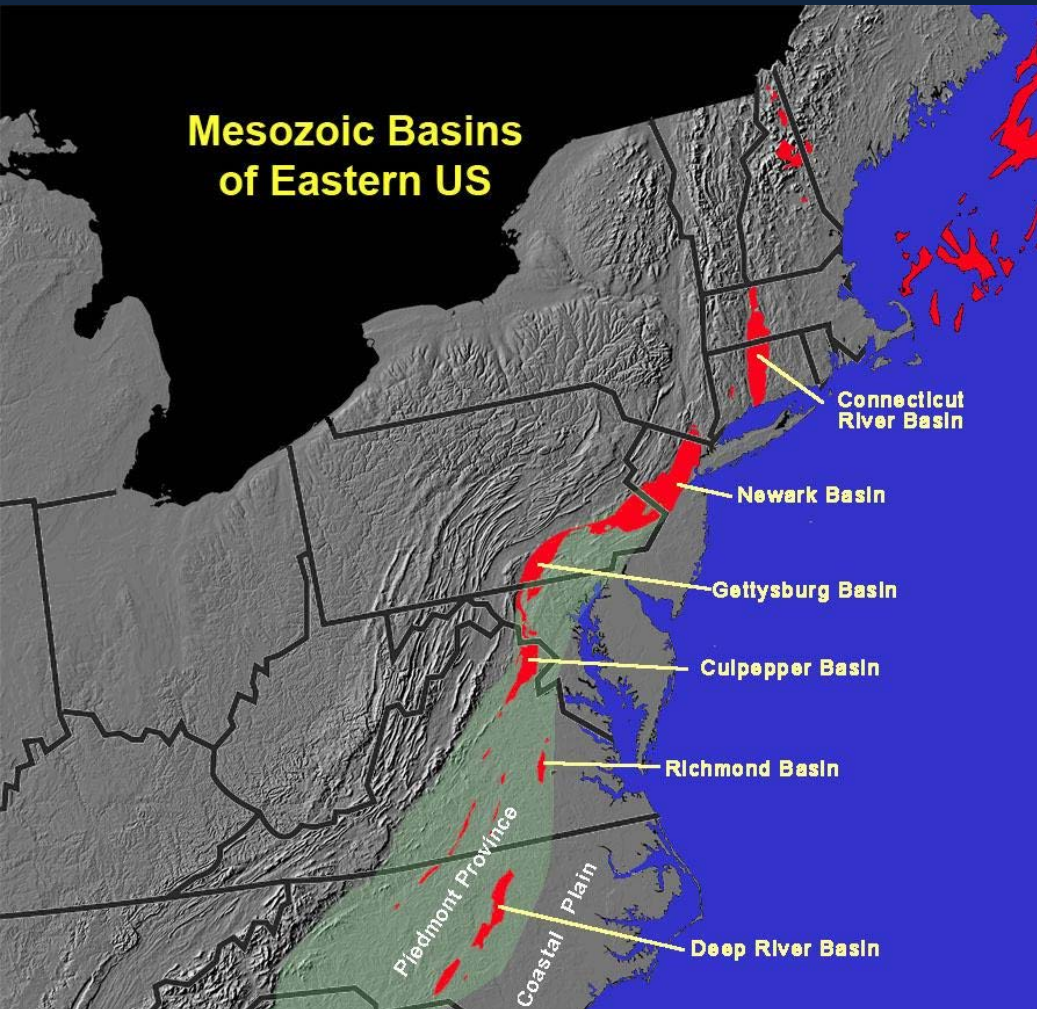 Mesozoic Basins
of Eastern US
Connecticut
River Basin
Newark Basin
Gettysburg Basin
Culpepper Basin
Richmond Basin
Piedmont Province
Coastal Plain
Deep River Basin